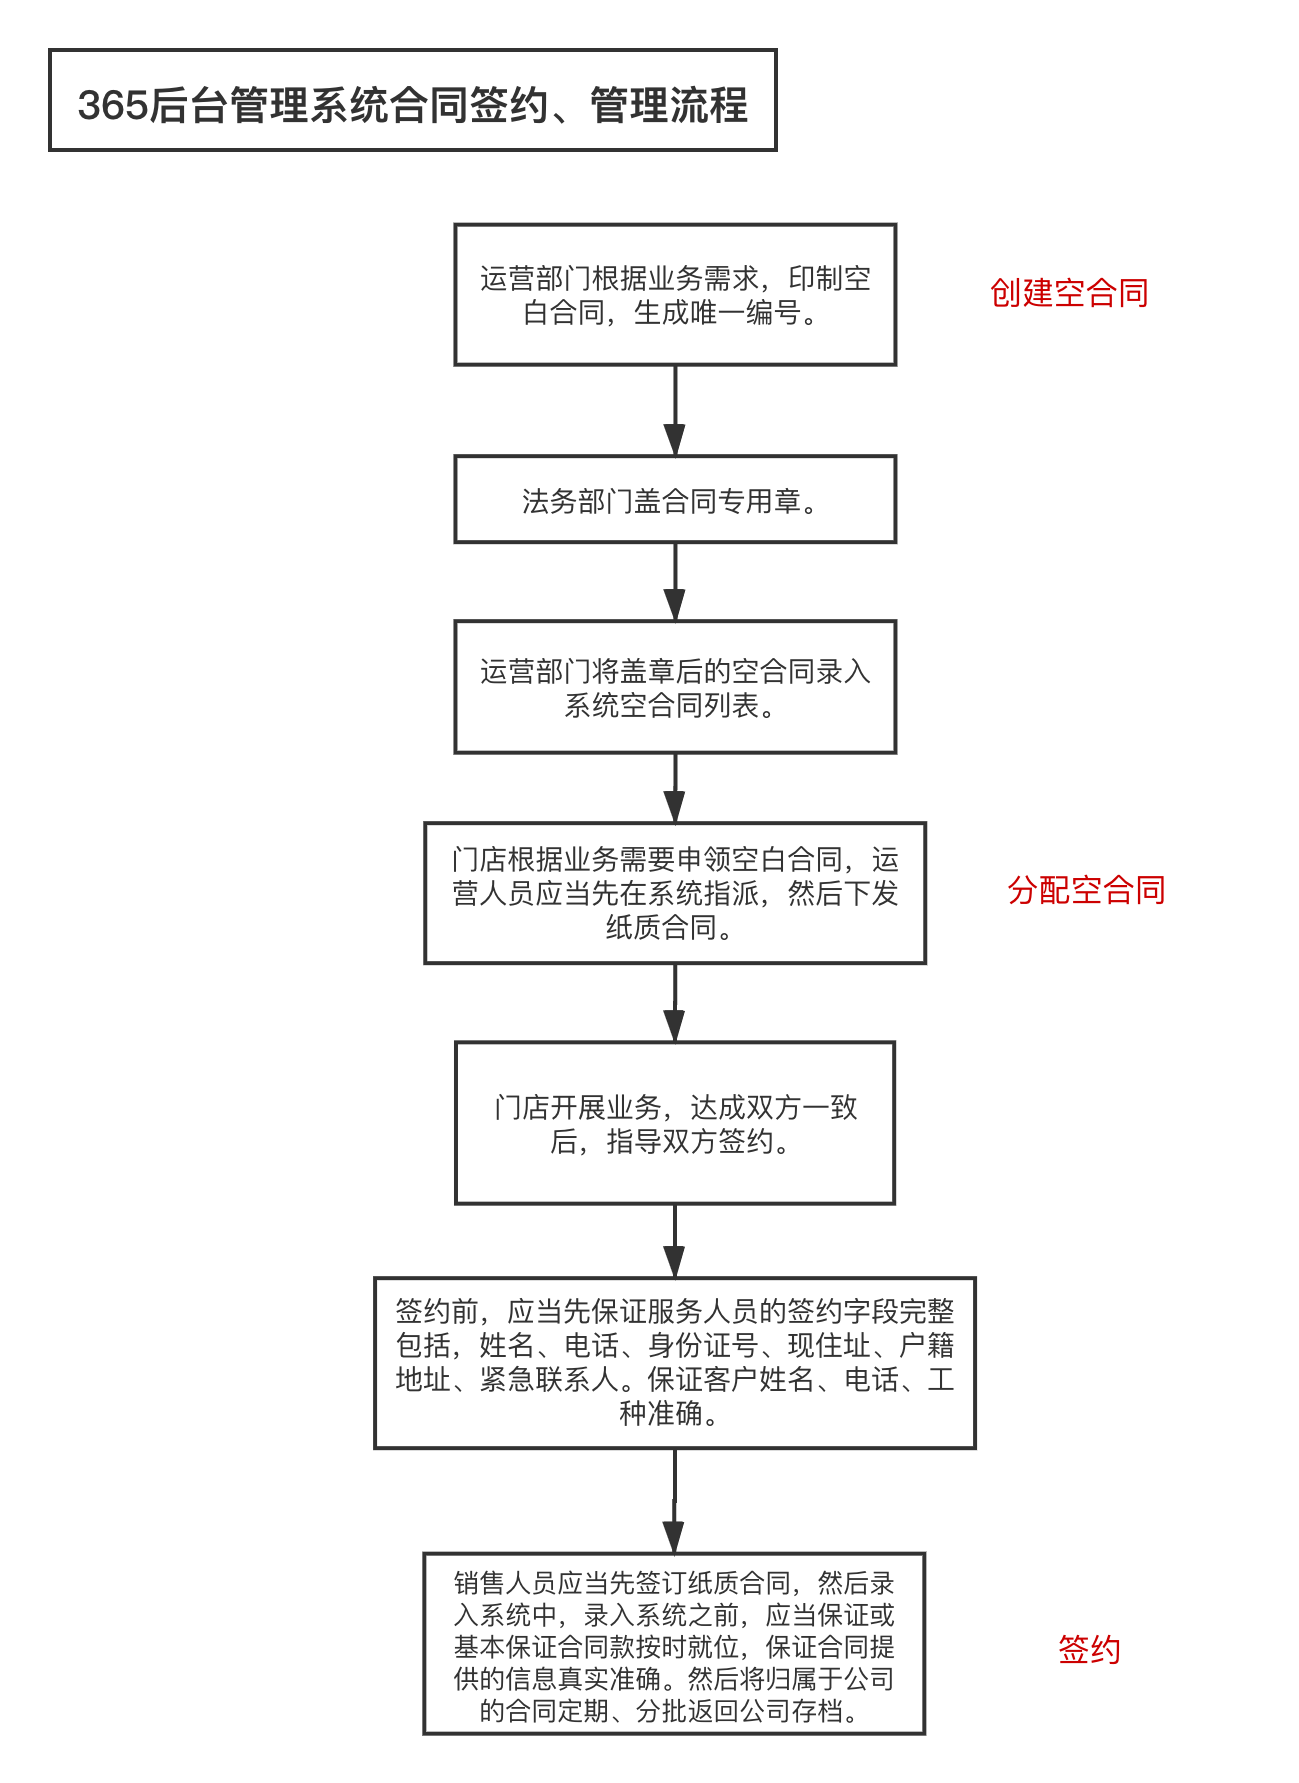 365后台管理系统合同签约、管理流程
运营部门根据业务需求，印制空
白合同，生成唯一编号。
创建空合同
法务部门盖合同专用章。
运营部门将盖章后的空合同录入
系统空合同列表。
门店根据业务需要申领空白合同，运
营人员应当先在系统指派，然后下发
纸质合同。
分配空合同
门店开展业务，达成双方一致
后，指导双方签约。
签约前，应当先保证服务人员的签约字段完整
包括，姓名、电话、身份证号、现住址、户籍
地址、紧急联系人。保证客户姓名、电话、工
种准确。
销售人员应当先签订纸质合同，然后录
入系统中，录入系统之前，应当保证或
基本保证合同款按时就位，保证合同提
供的信息真实准确。然后将归属于公司
的合同定期、分批返回公司存档。
签约